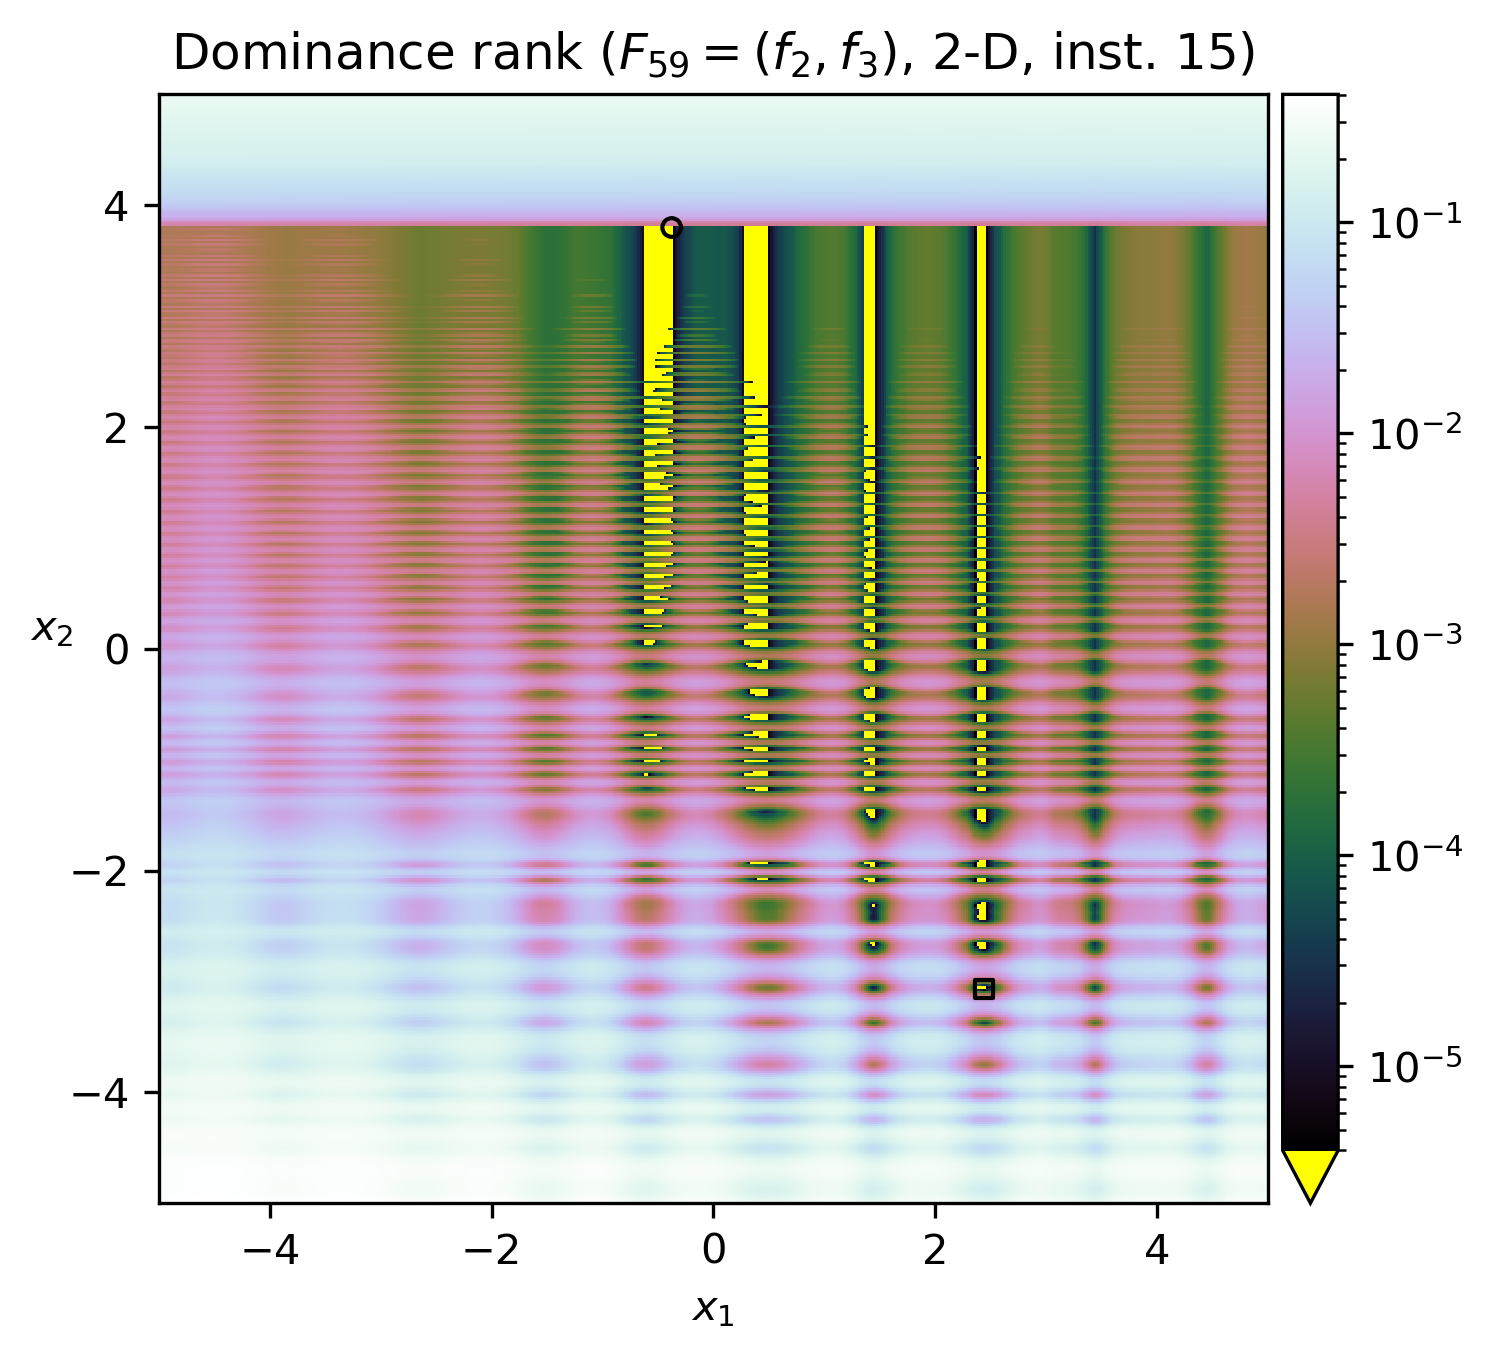 Dominance rank (F₅₉ = (f₂, f₃), 2-D, inst. 15)
x₂
4
2
0
−2
−4
−4 −2 0 2 4
x₁
10⁻¹
10⁻²
10⁻³
10⁻⁴
10⁻⁵